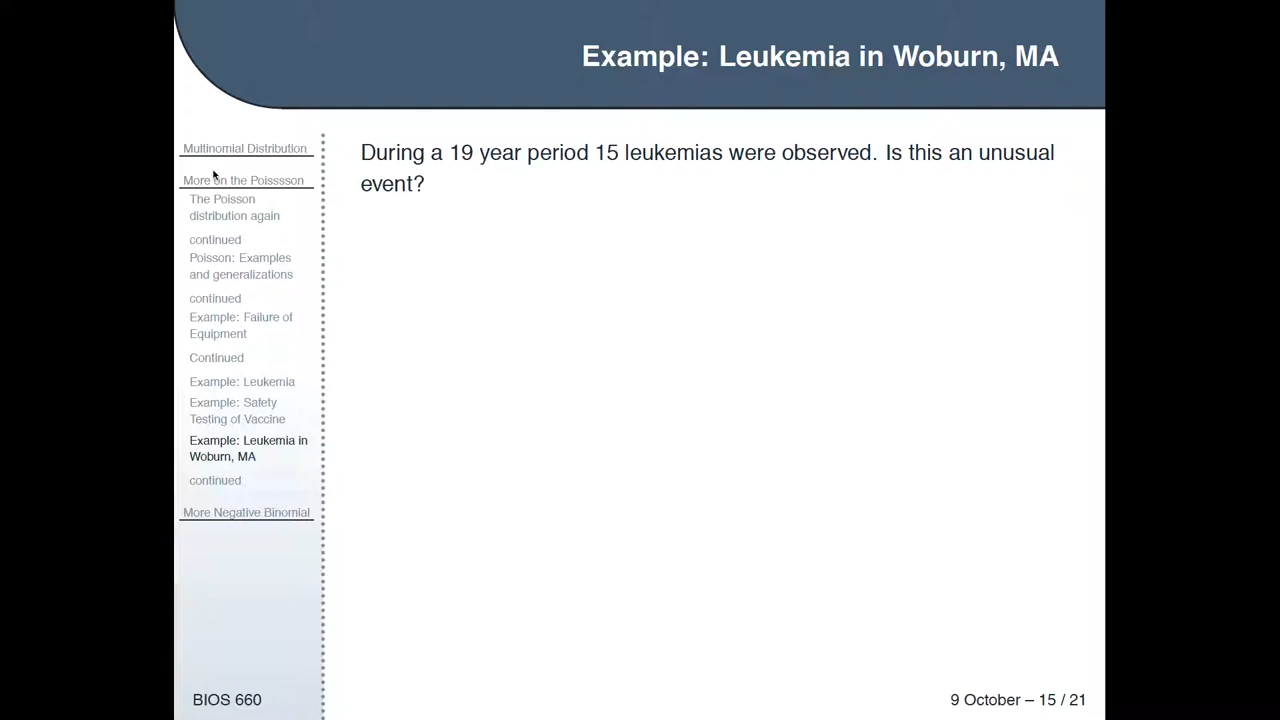 Example: Leukemia in Woburn, MA
Multinomial Distribution
More on the Poisssson
The Poisson
distribution again
continued
Poisson: Examples
and generalizations
continued
Example: Failure of
Equipment
Continued
Example: Leukemia
Example: Safety
Testing of Vaccine
Example: Leukemia in
Woburn, MA
continued
More Negative Binomial
During a 19 year period 15 leukemias were observed. Is this an unusual
event?
BIOS 660
9 October – 15 / 21